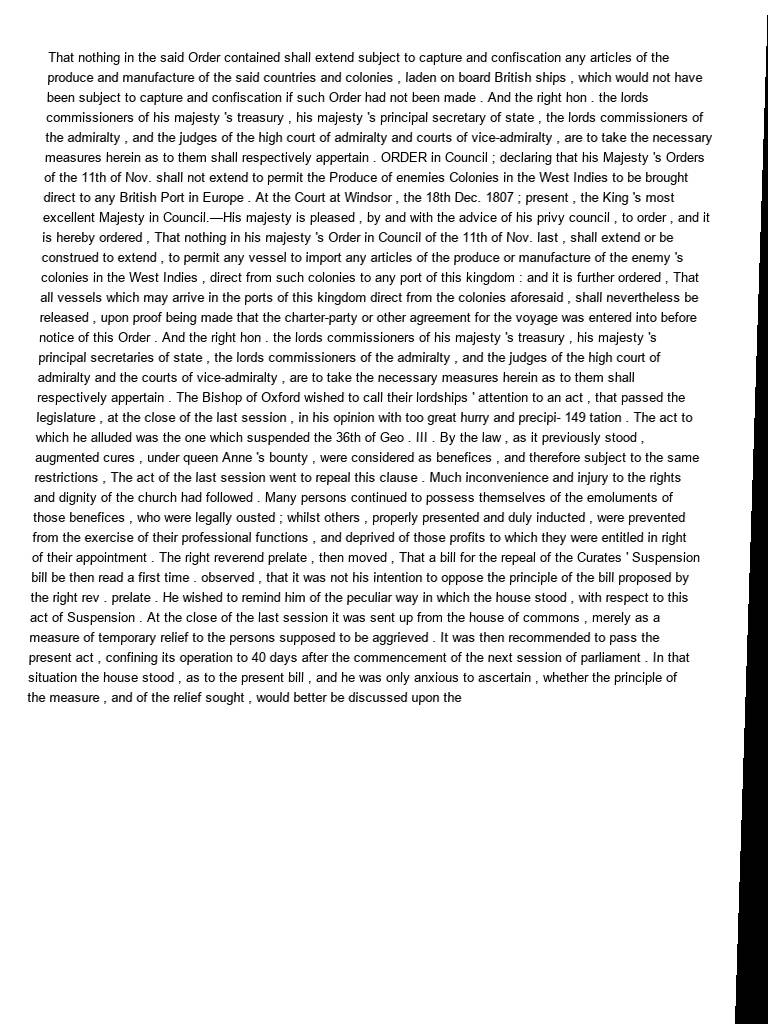 That nothing in the said Order contained shall extend subject to capture and confiscation any articles of the
produce and manufacture of the said countries and colonies , laden on board British ships , which would not have
been subject to capture and confiscation if such Order had not been made . And the right hon . the lords
commissioners of his majesty 's treasury , his majesty 's principal secretary of state , the lords commissioners of
the admiralty , and the judges of the high court of admiralty and courts of vice-admiralty , are to take the necessary
measures herein as to them shall respectively appertain . ORDER in Council ; declaring that his Majesty 's Orders
of the 11th of Nov. shall not extend to permit the Produce of enemies Colonies in the West Indies to be brought
direct to any British Port in Europe . At the Court at Windsor , the 18th Dec. 1807 ; present , the King 's most
excellent Majesty in Council.—His majesty is pleased , by and with the advice of his privy council , to order , and it
is hereby ordered , That nothing in his majesty 's Order in Council of the 11th of Nov. last , shall extend or be
construed to extend , to permit any vessel to import any articles of the produce or manufacture of the enemy 's
colonies in the West Indies , direct from such colonies to any port of this kingdom : and it is further ordered , That
all vessels which may arrive in the ports of this kingdom direct from the colonies aforesaid , shall nevertheless be
released , upon proof being made that the charter-party or other agreement for the voyage was entered into before
notice of this Order . And the right hon . the lords commissioners of his majesty 's treasury , his majesty 's
principal secretaries of state , the lords commissioners of the admiralty , and the judges of the high court of
admiralty and the courts of vice-admiralty , are to take the necessary measures herein as to them shall
respectively appertain . The Bishop of Oxford wished to call their lordships ' attention to an act , that passed the
legislature , at the close of the last session , in his opinion with too great hurry and precipi- 149 tation . The act to
which he alluded was the one which suspended the 36th of Geo . III . By the law , as it previously stood ,
augmented cures , under queen Anne 's bounty , were considered as benefices , and therefore subject to the same
restrictions , The act of the last session went to repeal this clause . Much inconvenience and injury to the rights
and dignity of the church had followed . Many persons continued to possess themselves of the emoluments of
those benefices , who were legally ousted ; whilst others , properly presented and duly inducted , were prevented
from the exercise of their professional functions , and deprived of those profits to which they were entitled in right
of their appointment . The right reverend prelate , then moved , That a bill for the repeal of the Curates ' Suspension
bill be then read a first time . observed , that it was not his intention to oppose the principle of the bill proposed by
the right rev . prelate . He wished to remind him of the peculiar way in which the house stood , with respect to this
act of Suspension . At the close of the last session it was sent up from the house of commons , merely as a
measure of temporary relief to the persons supposed to be aggrieved . It was then recommended to pass the
present act , confining its operation to 40 days after the commencement of the next session of parliament . In that
situation the house stood , as to the present bill , and he was only anxious to ascertain , whether the principle of
the measure , and of the relief sought , would better be discussed upon the